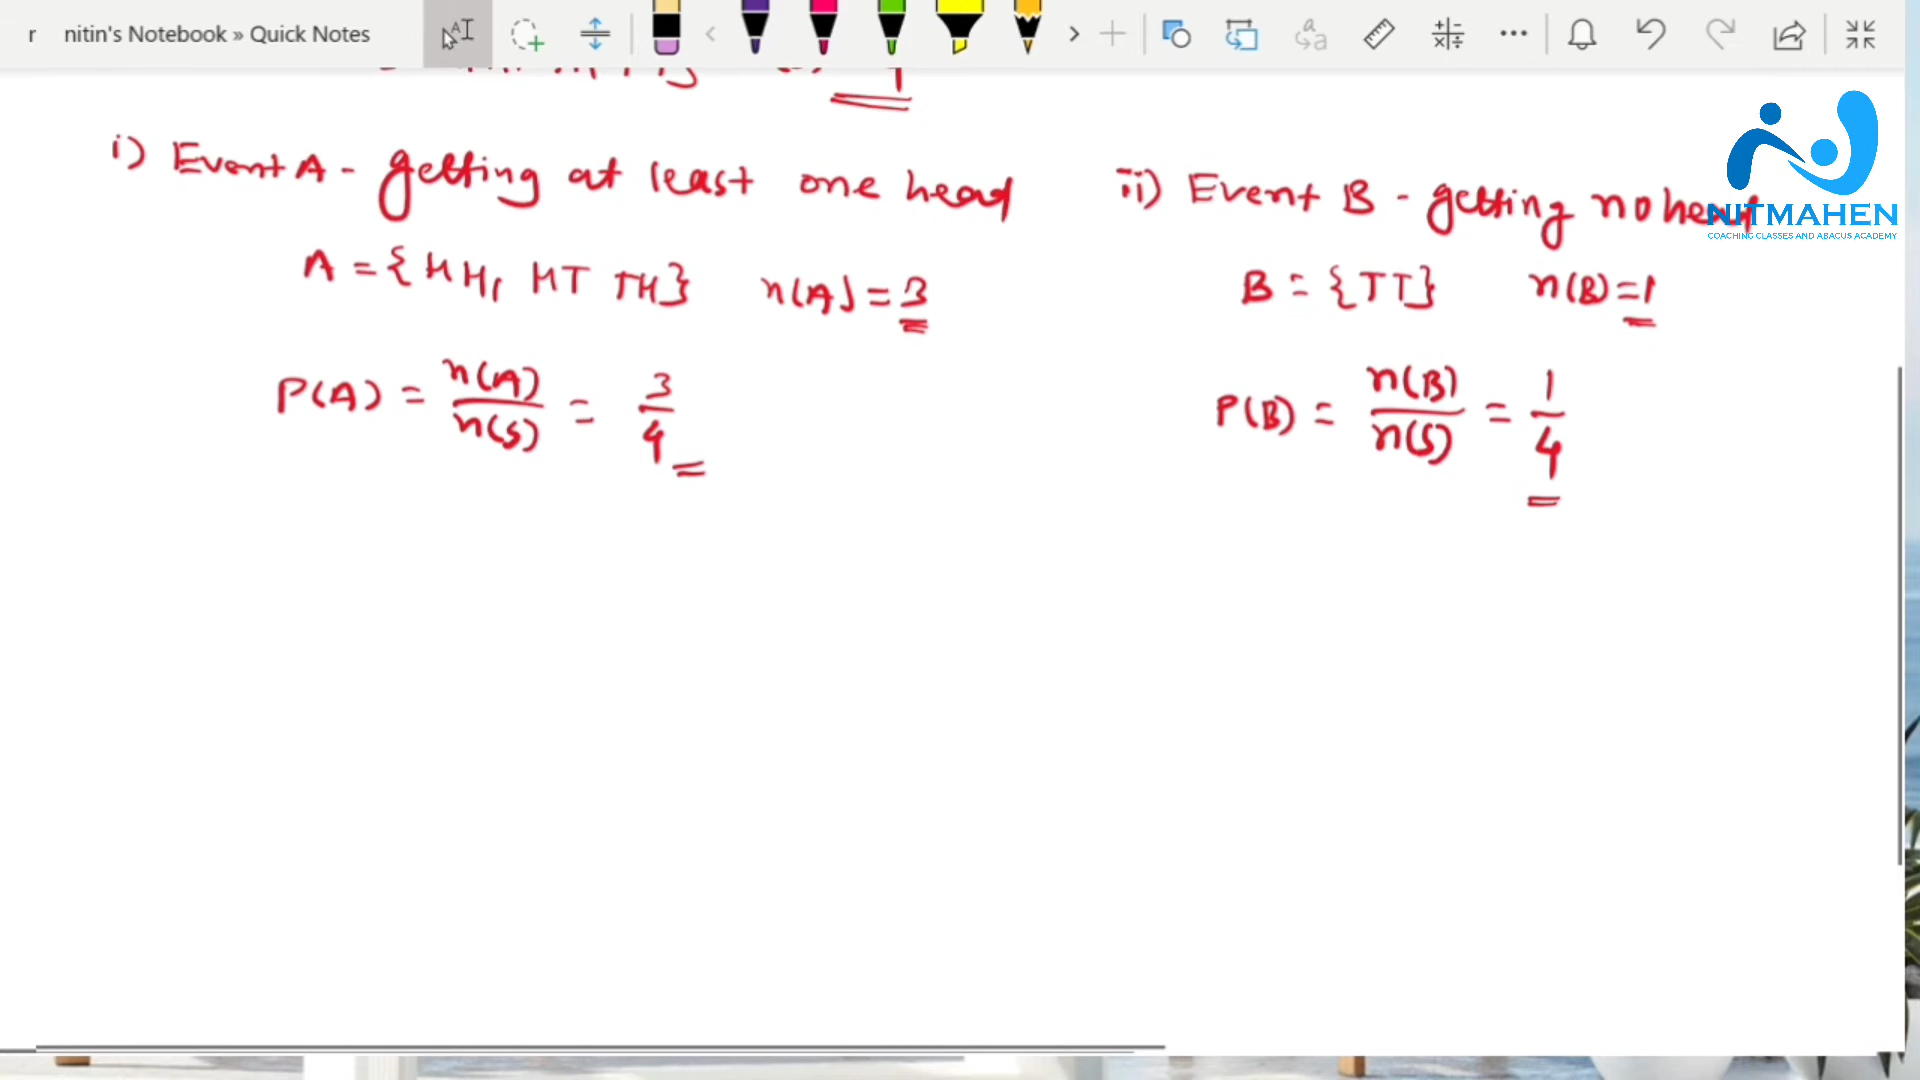 r nitin's Notebook » Quick Notes
i) Event A - getting at least one head
A = {HH, HT TH} n(A) = 3
P(A) = n(A)/n(S) = 3/4
ii) Event B - getting no head
B = {TT} n(B) = 1
P(B) = n(B)/n(S) = 1/4
NITMAHEN
COACHING CLASSES AND ABACUS ACADEMY